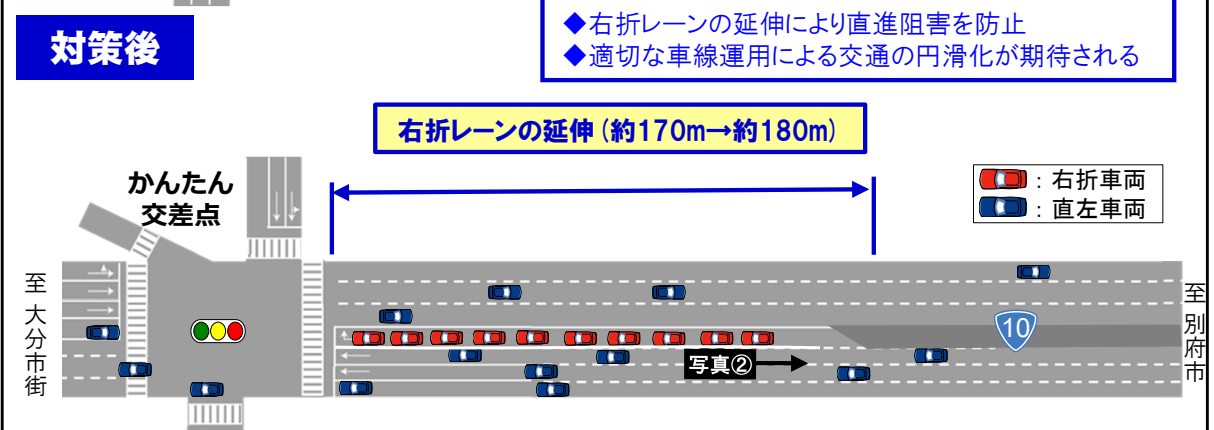 対策後
◆右折レーンの延伸により直進阻害を防止
◆適切な車線運用による交通の円滑化が期待される
右折レーンの延伸(約170m→約180m)
かんたん
交差点
:右折車両
:直左車両
至 大分市街
10
至 別府市
写真②